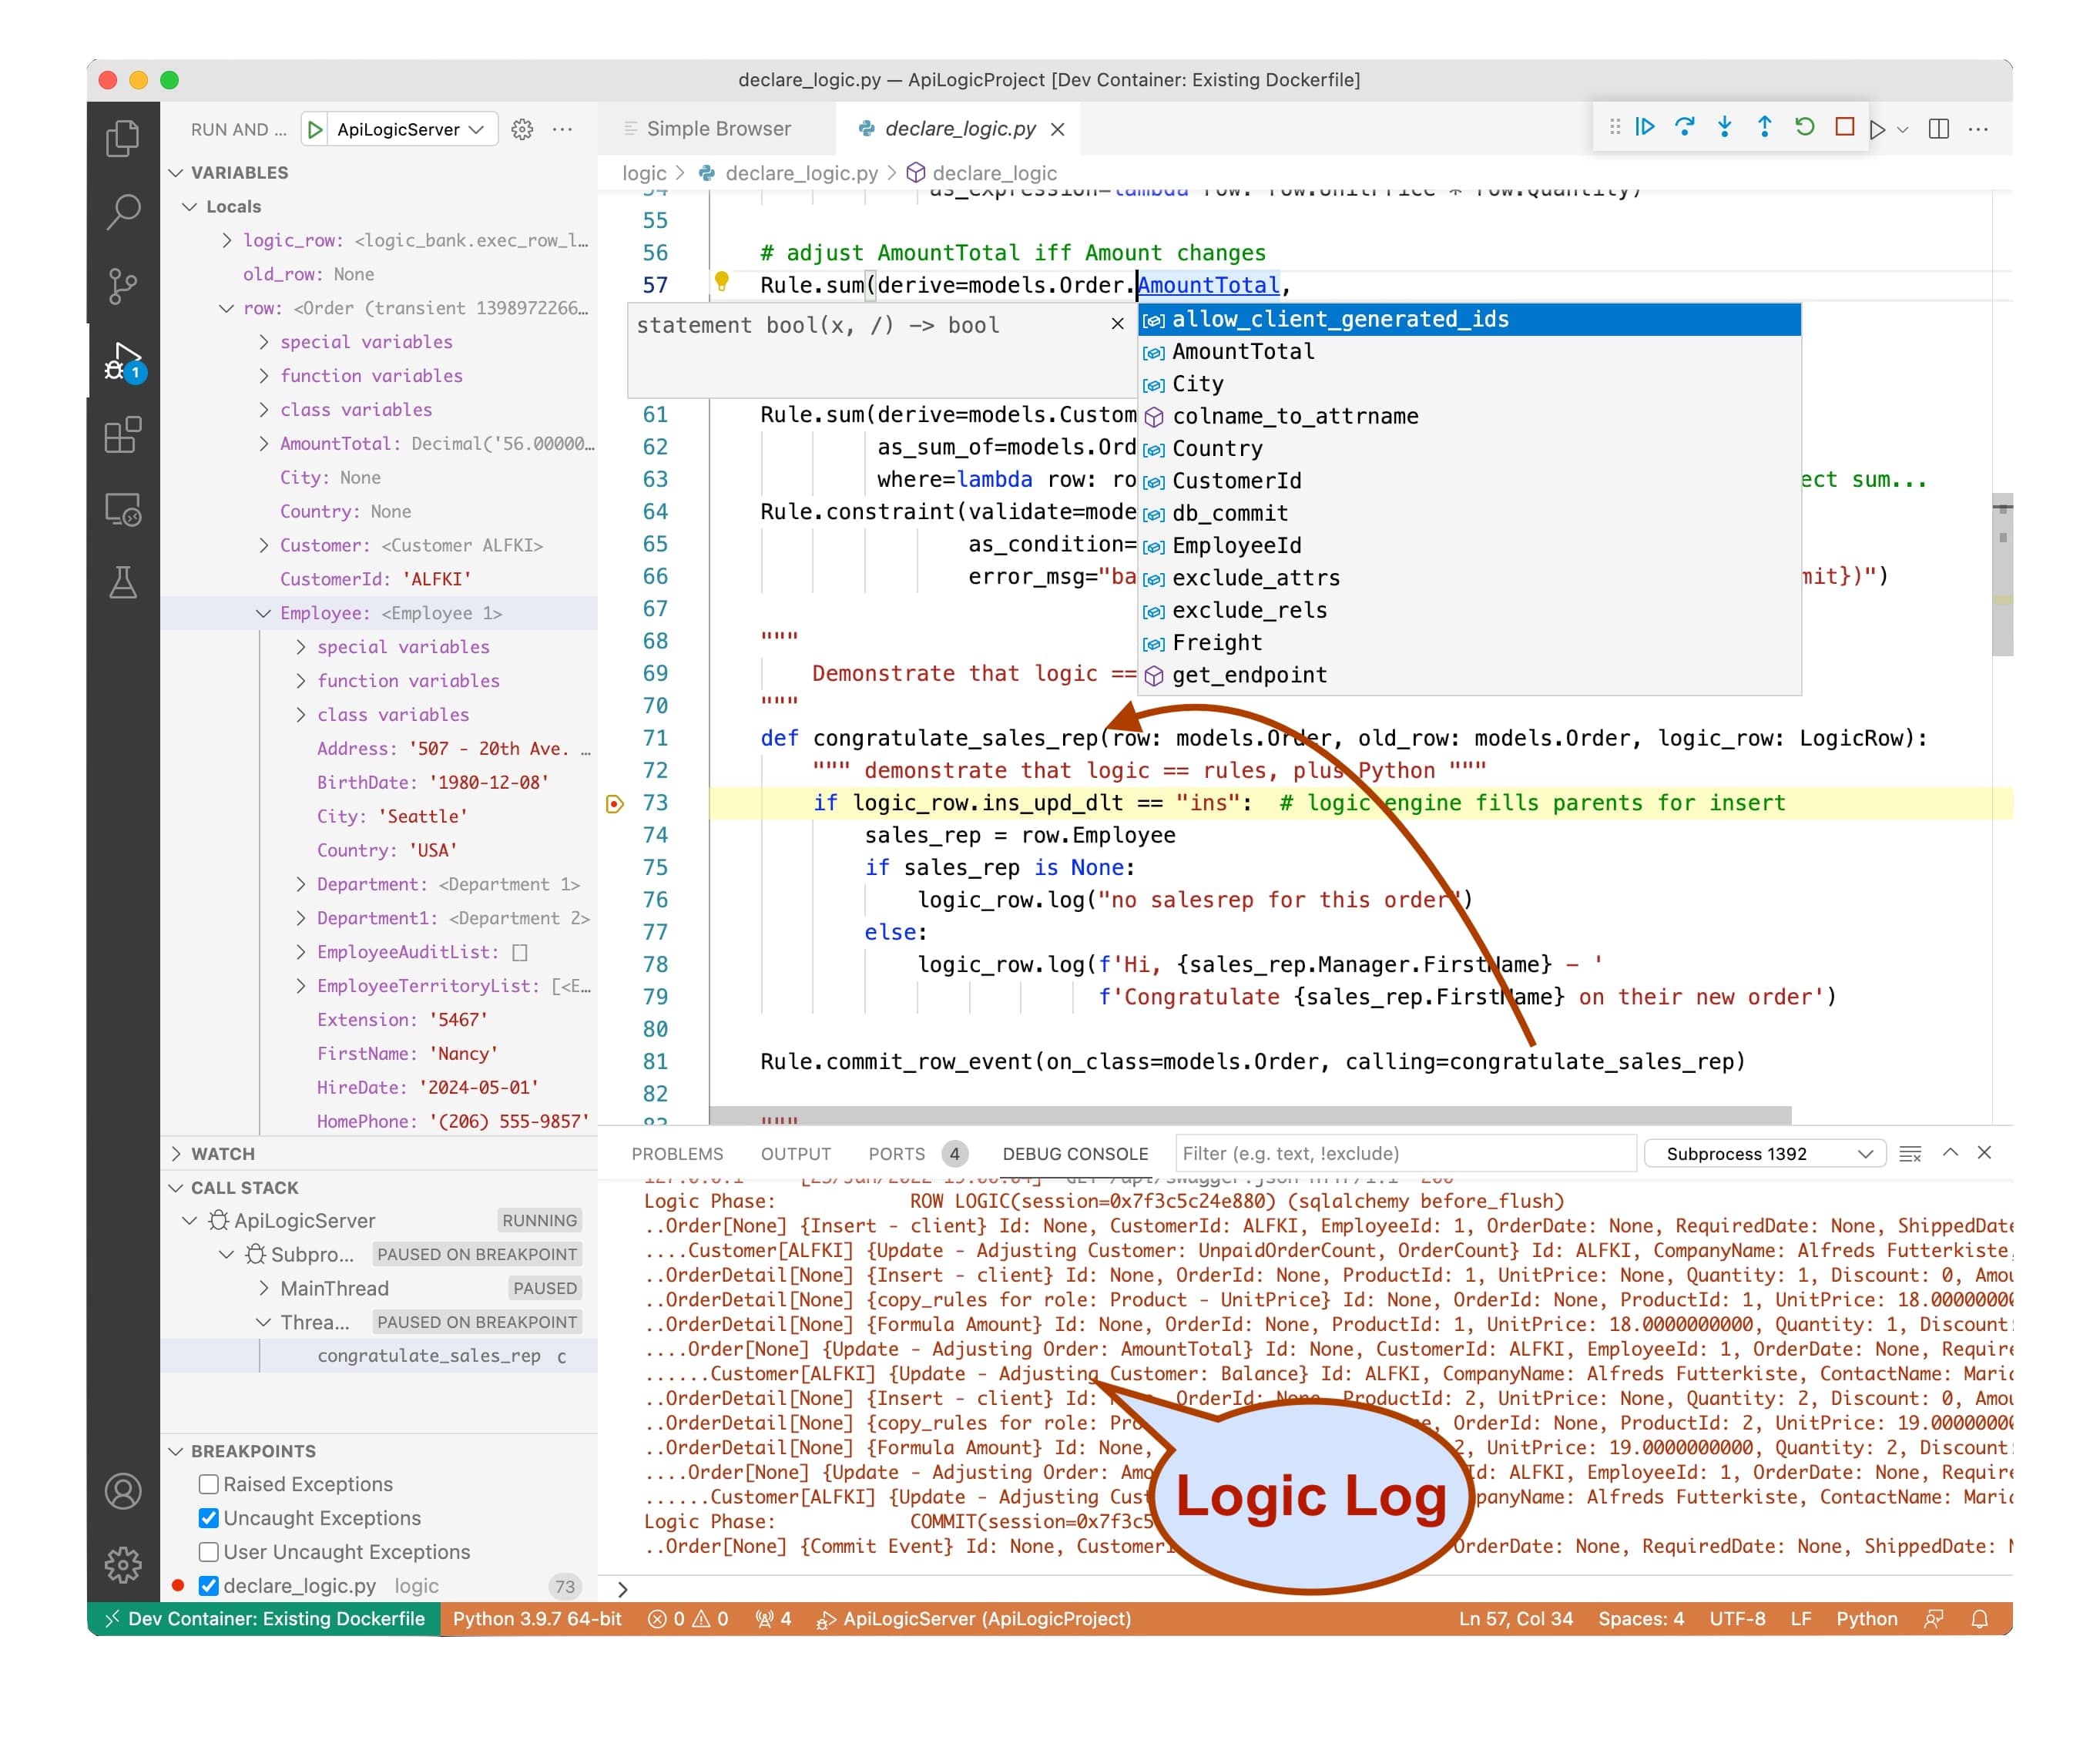 declare_logic.py — ApiLogicProject [Dev Container: Existing Dockerfile]
RUN AND ...
ApiLogicServer
VARIABLES
Locals
logic_row: <logic_bank.exec_row_l...
old_row: None
row: <Order (transient 1398972266...
special variables
function variables
class variables
AmountTotal: Decimal('56.00000...
City: None
Country: None
Customer: <Customer ALFKI>
CustomerId: 'ALFKI'
Employee: <Employee 1>
special variables
function variables
class variables
Address: '507 - 20th Ave. ...
BirthDate: '1980-12-08'
City: 'Seattle'
Country: 'USA'
Department: <Department 1>
Department1: <Department 2>
EmployeeAuditList: []
EmployeeTerritoryList: [<E...
Extension: '5467'
FirstName: 'Nancy'
HireDate: '2024-05-01'
HomePhone: '(206) 555-9857'
WATCH
CALL STACK
ApiLogicServer RUNNING
Subpro... PAUSED ON BREAKPOINT
MainThread PAUSED
Threa... PAUSED ON BREAKPOINT
congratulate_sales_rep c
BREAKPOINTS
Raised Exceptions
Uncaught Exceptions
User Uncaught Exceptions
declare_logic.py logic 73
1
Simple Browser
declare_logic.py
logic > declare_logic.py > declare_logic
54 as_expression=lambda row: row.UnitPrice * row.Quantity)
55
56 # adjust AmountTotal iff Amount changes
57 Rule.sum(derive=models.Order.AmountTotal,
statement bool(x, /) -> bool
allow_client_generated_ids
AmountTotal
City
colname_to_attrname
Country
CustomerId
db_commit
EmployeeId
exclude_attrs
exclude_rels
Freight
get_endpoint
61 Rule.sum(derive=models.Custom
62 as_sum_of=models.Ord
63 where=lambda row: ro ect sum...
64 Rule.constraint(validate=mode
65 as_condition=
66 error_msg="ba mit})")
67
68 """
69 Demonstrate that logic ==
70 """
71 def congratulate_sales_rep(row: models.Order, old_row: models.Order, logic_row: LogicRow):
72 """ demonstrate that logic == rules, plus Python """
73 if logic_row.ins_upd_dlt == "ins": # logic engine fills parents for insert
74 sales_rep = row.Employee
75 if sales_rep is None:
76 logic_row.log("no salesrep for this order")
77 else:
78 logic_row.log(f'Hi, {sales_rep.Manager.FirstName} – '
79 f'Congratulate {sales_rep.FirstName} on their new order')
80
81 Rule.commit_row_event(on_class=models.Order, calling=congratulate_sales_rep)
82
83 """
PROBLEMS OUTPUT PORTS 4 DEBUG CONSOLE Filter (e.g. text, !exclude) Subprocess 1392
Logic Phase: ROW LOGIC(session=0x7f3c5c24e880) (sqlalchemy before_flush)
..Order[None] {Insert - client} Id: None, CustomerId: ALFKI, EmployeeId: 1, OrderDate: None, RequiredDate: None, ShippedDate
....Customer[ALFKI] {Update - Adjusting Customer: UnpaidOrderCount, OrderCount} Id: ALFKI, CompanyName: Alfreds Futterkiste,
..OrderDetail[None] {Insert - client} Id: None, OrderId: None, ProductId: 1, UnitPrice: None, Quantity: 1, Discount: 0, Amou
..OrderDetail[None] {copy_rules for role: Product - UnitPrice} Id: None, OrderId: None, ProductId: 1, UnitPrice: 18.00000000
..OrderDetail[None] {Formula Amount} Id: None, OrderId: None, ProductId: 1, UnitPrice: 18.0000000000, Quantity: 1, Discount:
....Order[None] {Update - Adjusting Order: AmountTotal} Id: None, CustomerId: ALFKI, EmployeeId: 1, OrderDate: None, Require
......Customer[ALFKI] {Update - Adjusting Customer: Balance} Id: ALFKI, CompanyName: Alfreds Futterkiste, ContactName: Maria
..OrderDetail[None] {Insert - client} Id: None, OrderId: None, ProductId: 2, UnitPrice: None, Quantity: 2, Discount: 0, Amou
..OrderDetail[None] {copy_rules for role: Pro e, OrderId: None, ProductId: 2, UnitPrice: 19.00000000
..OrderDetail[None] {Formula Amount} Id: None, 2, UnitPrice: 19.0000000000, Quantity: 2, Discount:
....Order[None] {Update - Adjusting Order: Amo Id: ALFKI, EmployeeId: 1, OrderDate: None, Require
......Customer[ALFKI] {Update - Adjusting Cust panyName: Alfreds Futterkiste, ContactName: Maria
Logic Phase: COMMIT(session=0x7f3c5
..Order[None] {Commit Event} Id: None, CustomerI OrderDate: None, RequiredDate: None, ShippedDate: N
Logic Log
Dev Container: Existing Dockerfile Python 3.9.7 64-bit 0 0 4 ApiLogicServer (ApiLogicProject) Ln 57, Col 34 Spaces: 4 UTF-8 LF Python